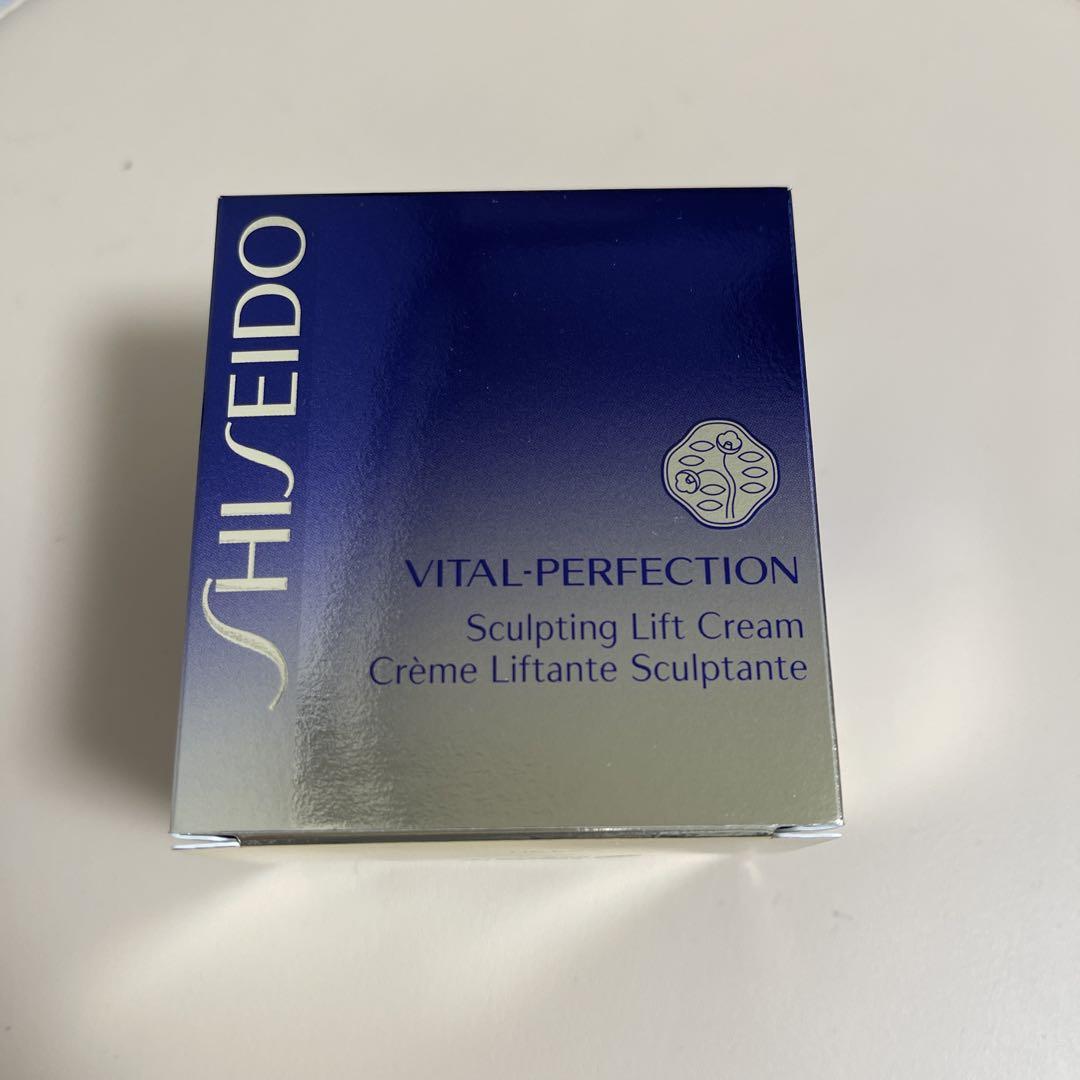 SHISEIDO
VITAL-PERFECTION
Sculpting Lift Cream
Crème Liftante Sculptante